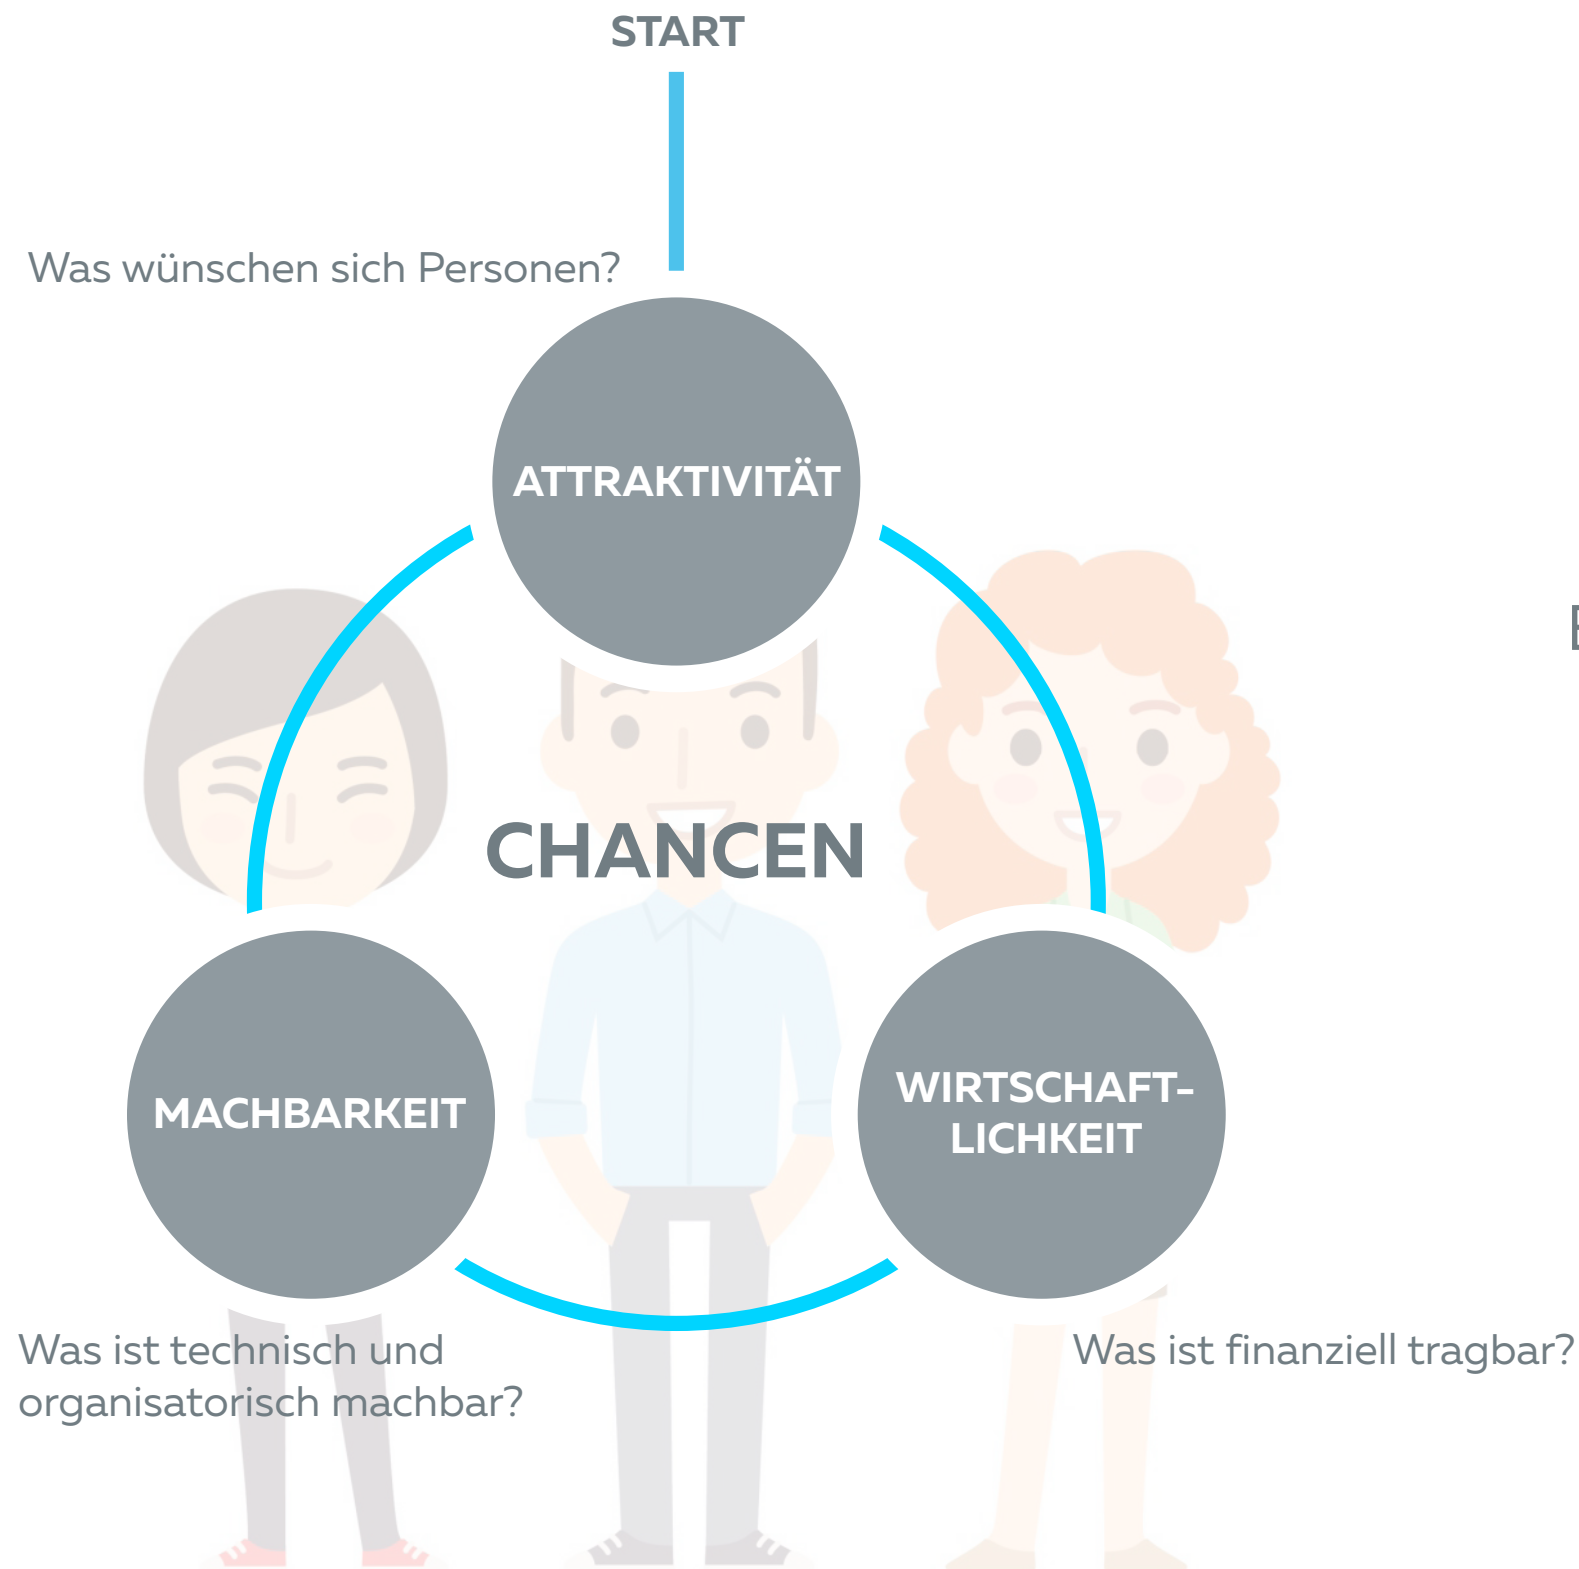 START
Was wünschen sich Personen?
ATTRAKTIVITÄT
CHANCEN
MACHBARKEIT
WIRTSCHAFT-
LICHKEIT
Was ist technisch und
organisatorisch machbar?
Was ist finanziell tragbar?